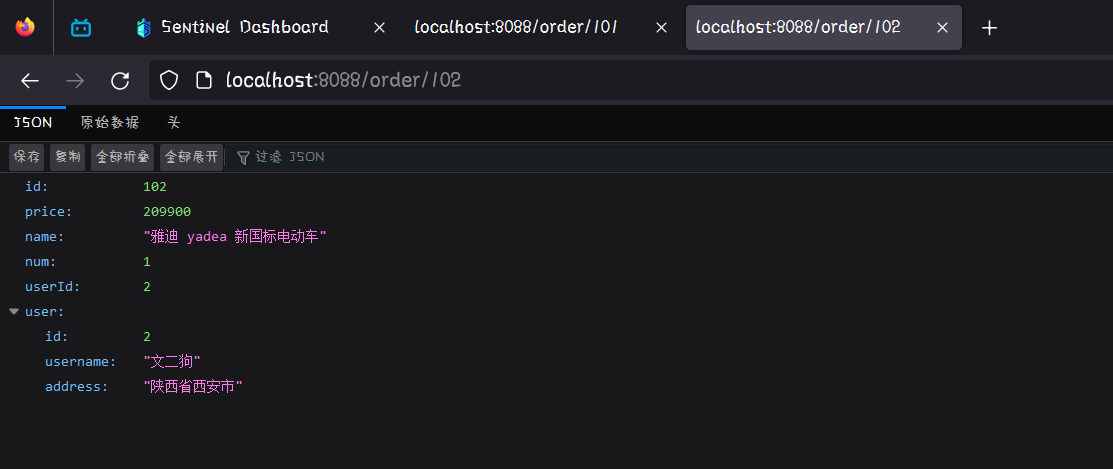 Sentinel Dashboard localhost:8088/order/101 localhost:8088/order/102
localhost:8088/order/102
JSON 原始数据 头
保存 复制 全部折叠 全部展开 过滤 JSON
id: 102
price: 209900
name: "雅迪 yadea 新国标电动车"
num: 1
userId: 2
user:
id: 2
username: "文二狗"
address: "陕西省西安市"